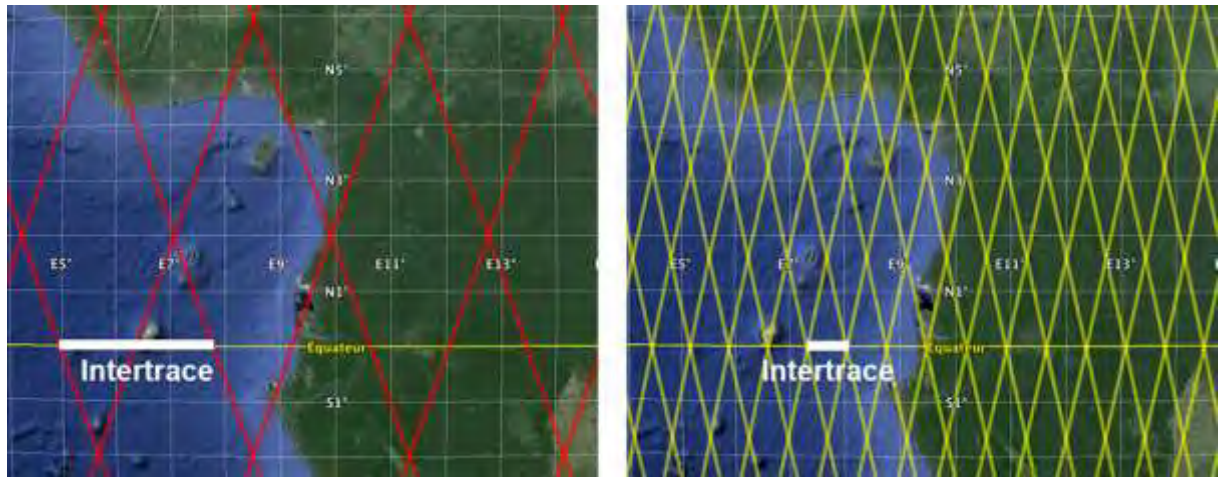 N5°
N3°
E5°
E7°
E9°
E11°
E13°
N1°
Equateur
Intertrace
S1°
N5°
N3°
E5°
E7°
E9°
E11°
E13°
N1°
Equateur
Intertrace
S1°